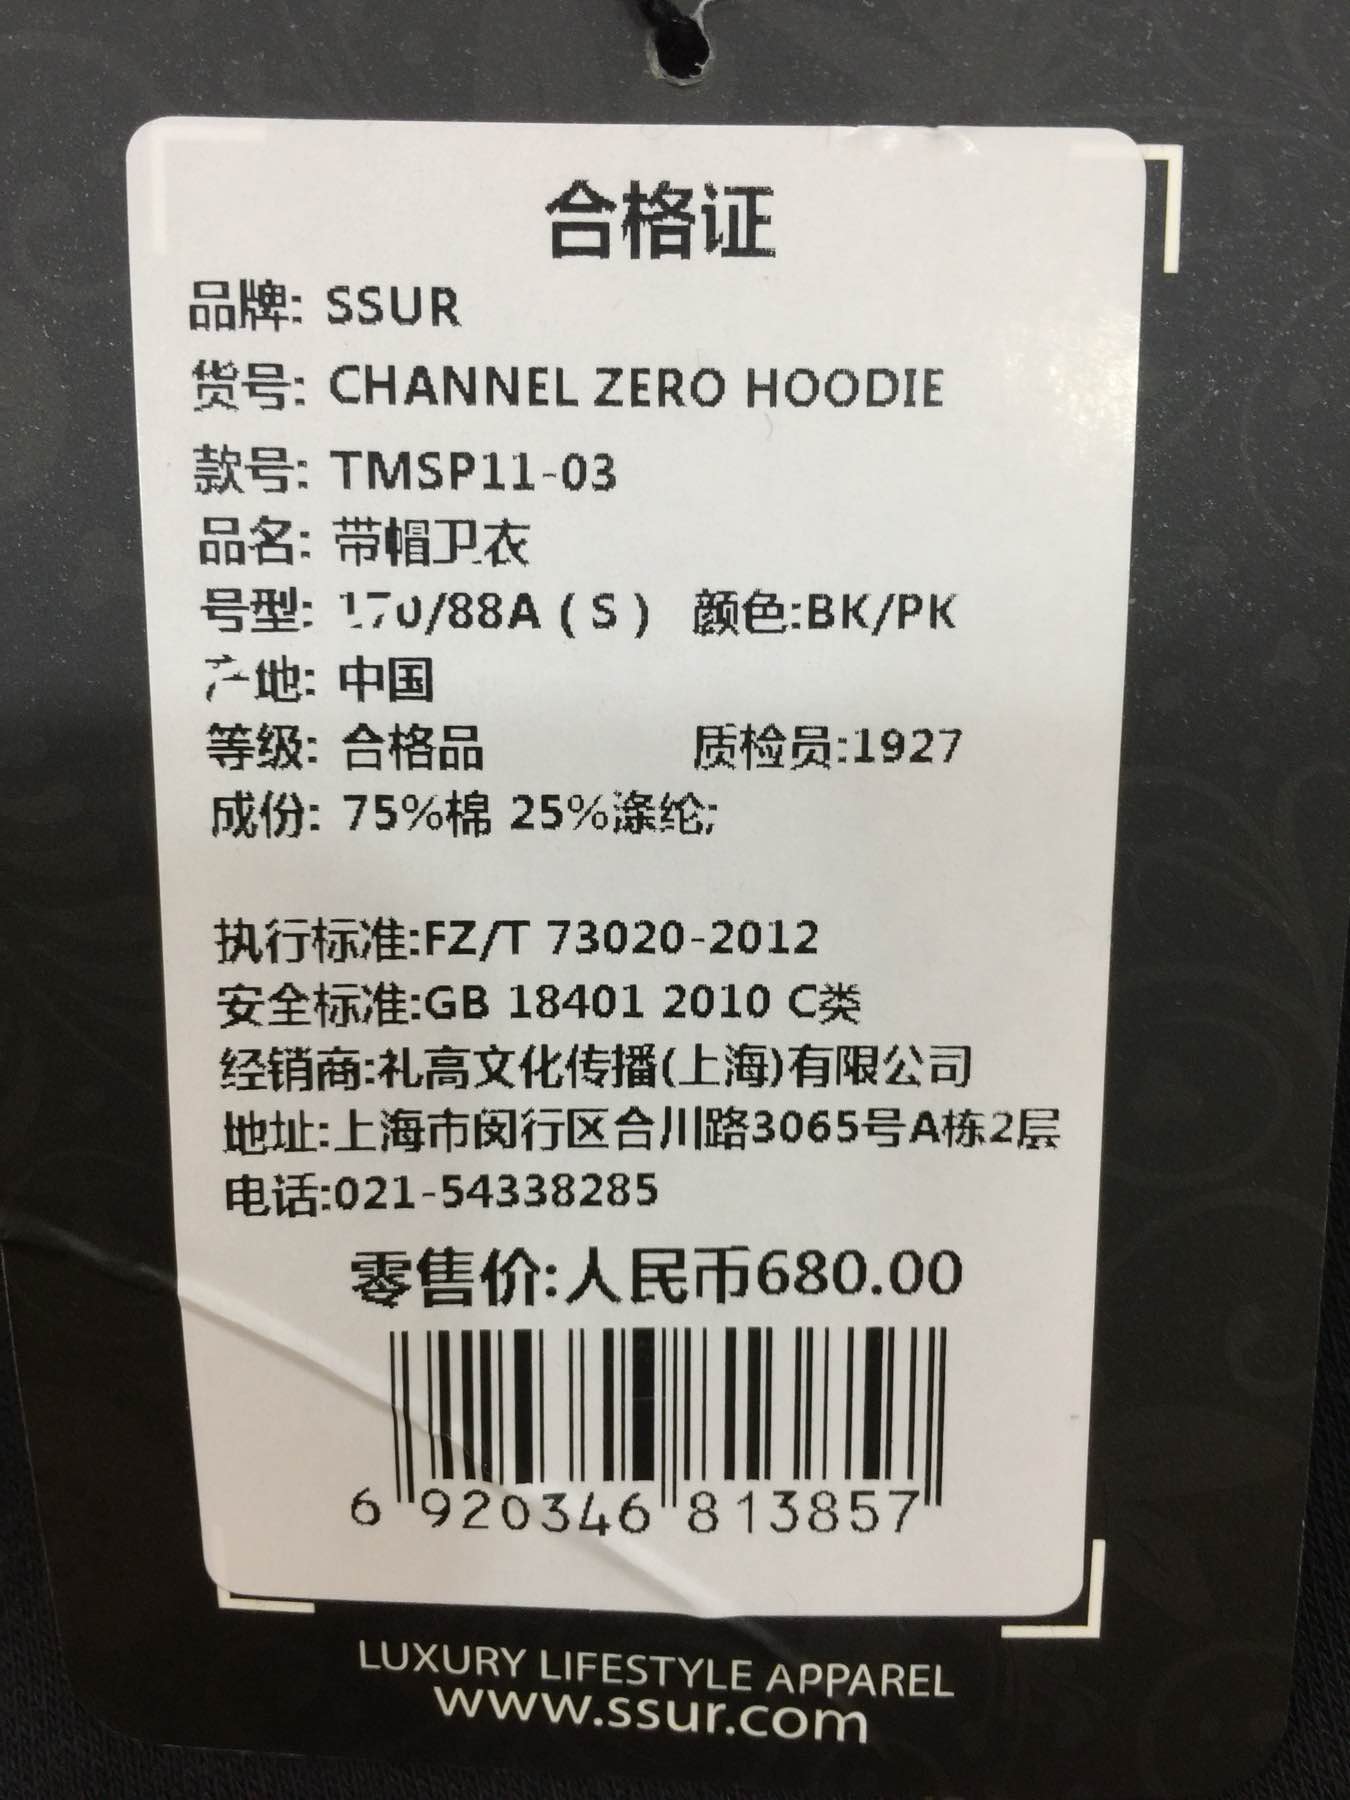 合格证
品牌: SSUR
货号: CHANNEL ZERO HOODIE
款号: TMSP11-03
品名: 带帽卫衣
号型: 170/88A ( S ) 颜色:BK/PK
产地: 中国
等级: 合格品 质检员:1927
成份: 75%棉 25%涤纶;
执行标准:FZ/T 73020-2012
安全标准:GB 18401 2010 C类
经销商:礼高文化传播(上海)有限公司
地址:上海市闵行区合川路3065号A栋2层
电话:021-54338285
零售价:人民币680.00
6 920346 813857
LUXURY LIFESTYLE APPAREL
www.ssur.com